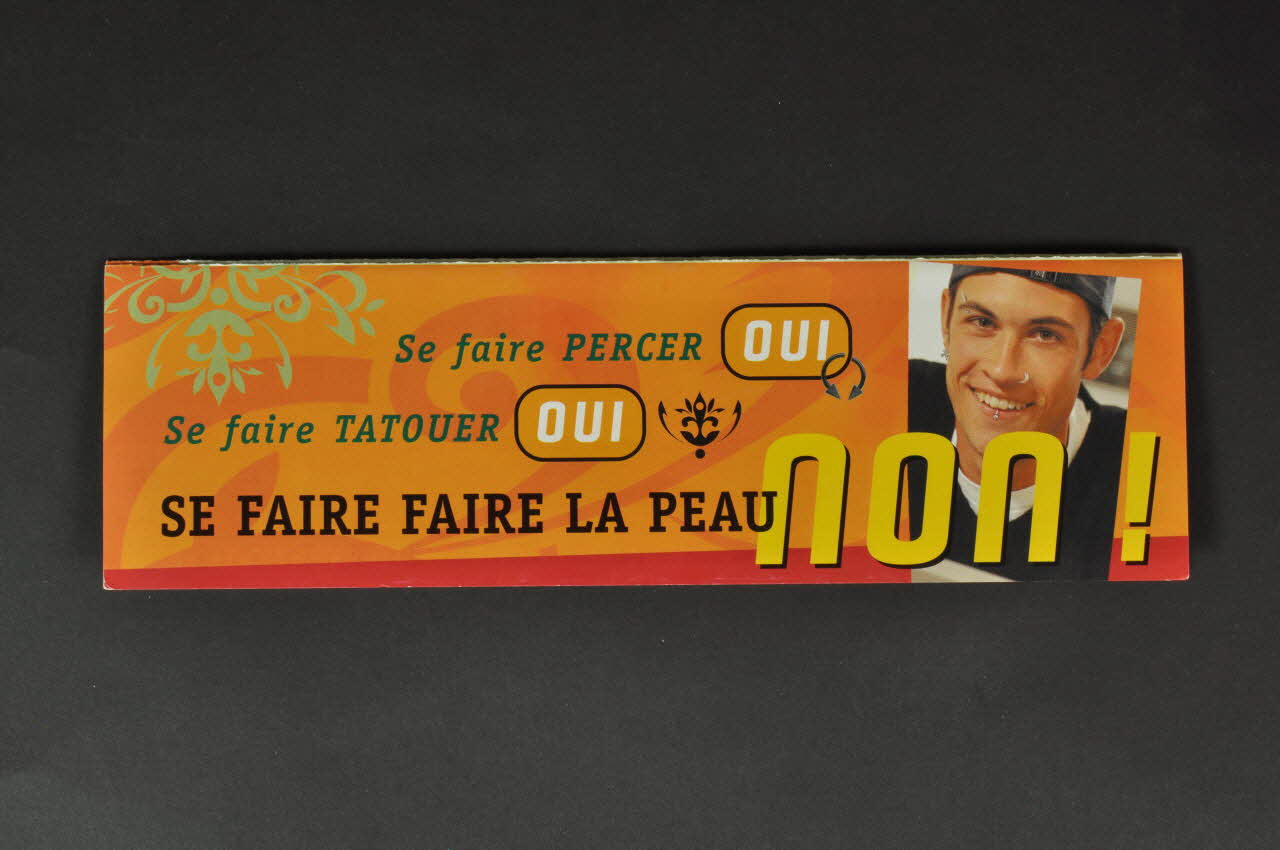 Se faire PERCER OUI
Se faire TATOUER OUI
SE FAIRE FAIRE LA PEAU NON !